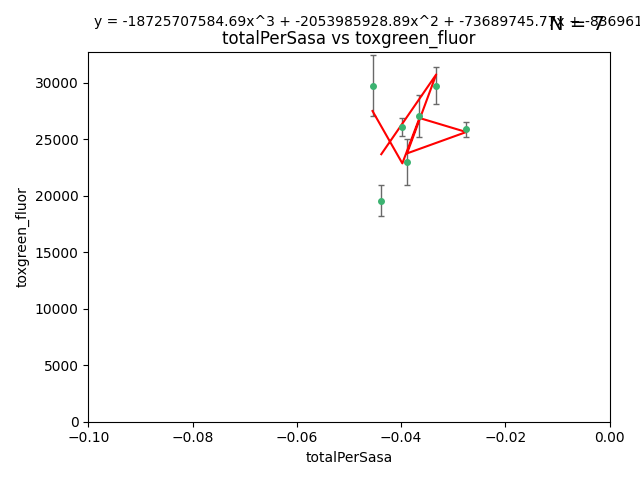 y = -18725707584.69x^3 + -2053985928.89x^2 + -73689745.77x + -836961
N = 7
totalPerSasa vs toxgreen_fluor
30000
25000
20000
15000
10000
5000
0
toxgreen_fluor
−0.10
−0.08
−0.06
−0.04
−0.02
0.00
totalPerSasa